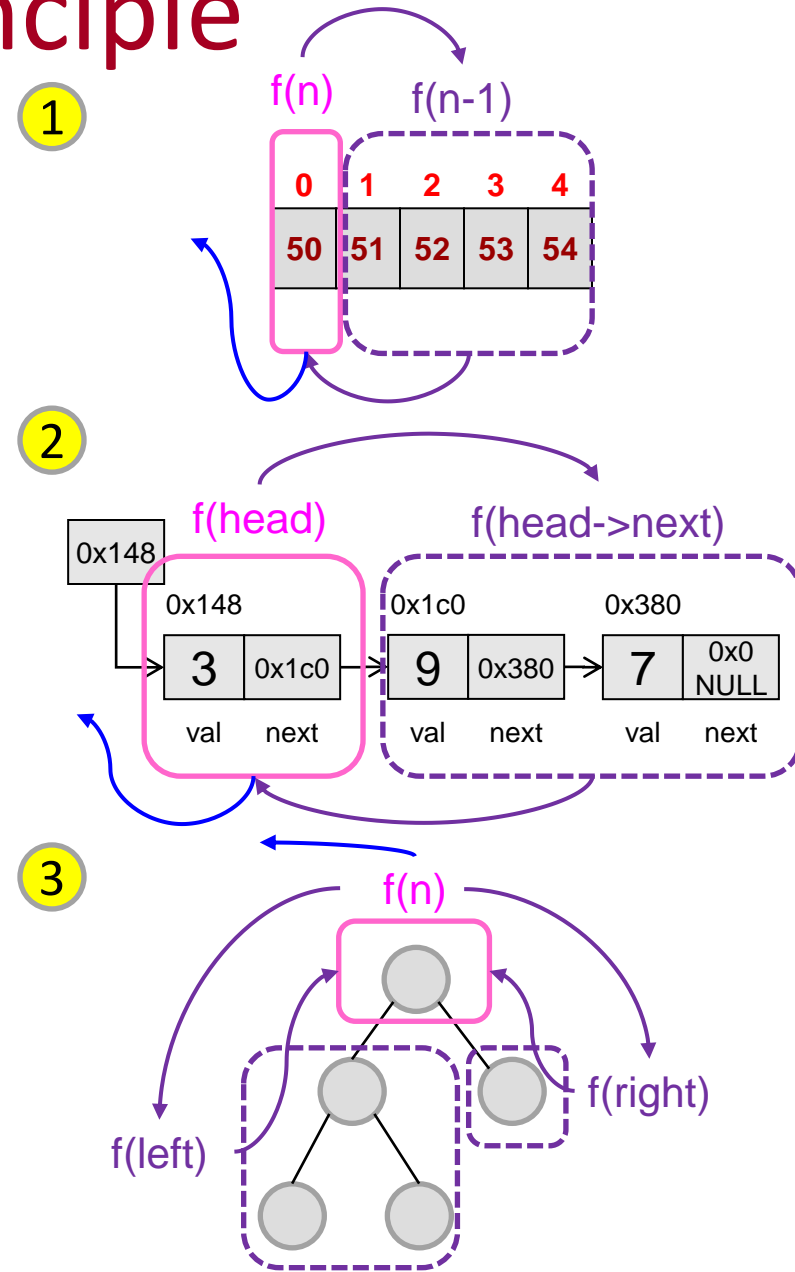 nciple
1
f(n) f(n-1)
0 1 2 3 4
50 51 52 53 54
2
f(head) f(head->next)
0x148
0x148 0x1c0 0x380
3 0x1c0 9 0x380 7 0x0
NULL
val next val next val next
3
f(n)
f(right)
f(left)